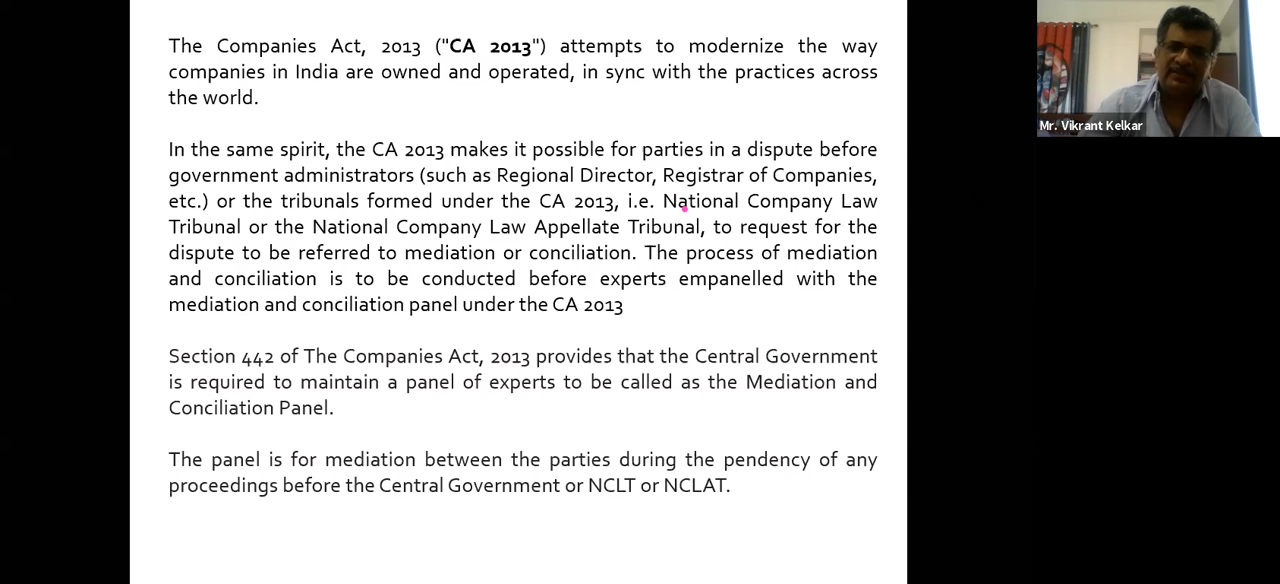 The Companies Act, 2013 ("CA 2013") attempts to modernize the way
companies in India are owned and operated, in sync with the practices across
the world.
In the same spirit, the CA 2013 makes it possible for parties in a dispute before
government administrators (such as Regional Director, Registrar of Companies,
etc.) or the tribunals formed under the CA 2013, i.e. National Company Law
Tribunal or the National Company Law Appellate Tribunal, to request for the
dispute to be referred to mediation or conciliation. The process of mediation
and conciliation is to be conducted before experts empanelled with the
mediation and conciliation panel under the CA 2013
Section 442 of The Companies Act, 2013 provides that the Central Government
is required to maintain a panel of experts to be called as the Mediation and
Conciliation Panel.
The panel is for mediation between the parties during the pendency of any
proceedings before the Central Government or NCLT or NCLAT.
Mr. Vikrant Kelkar